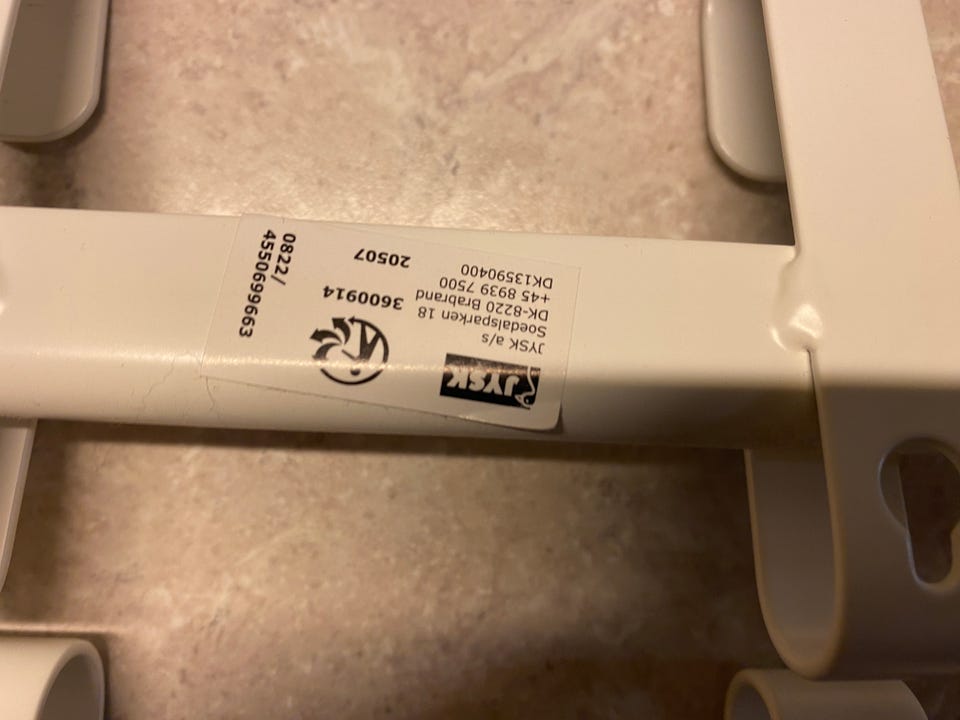 JYSK
JYSK a/s
Soedalsparken 18
DK-8220 Brabrand
+45 8939 7500
DK13590400
3600914
20507
0822/
4550699663